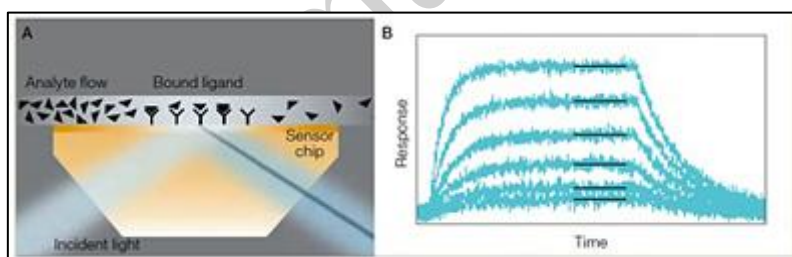 A
Analyte flow
Bound ligand
Sensor
chip
Incident light
B
Response
Time